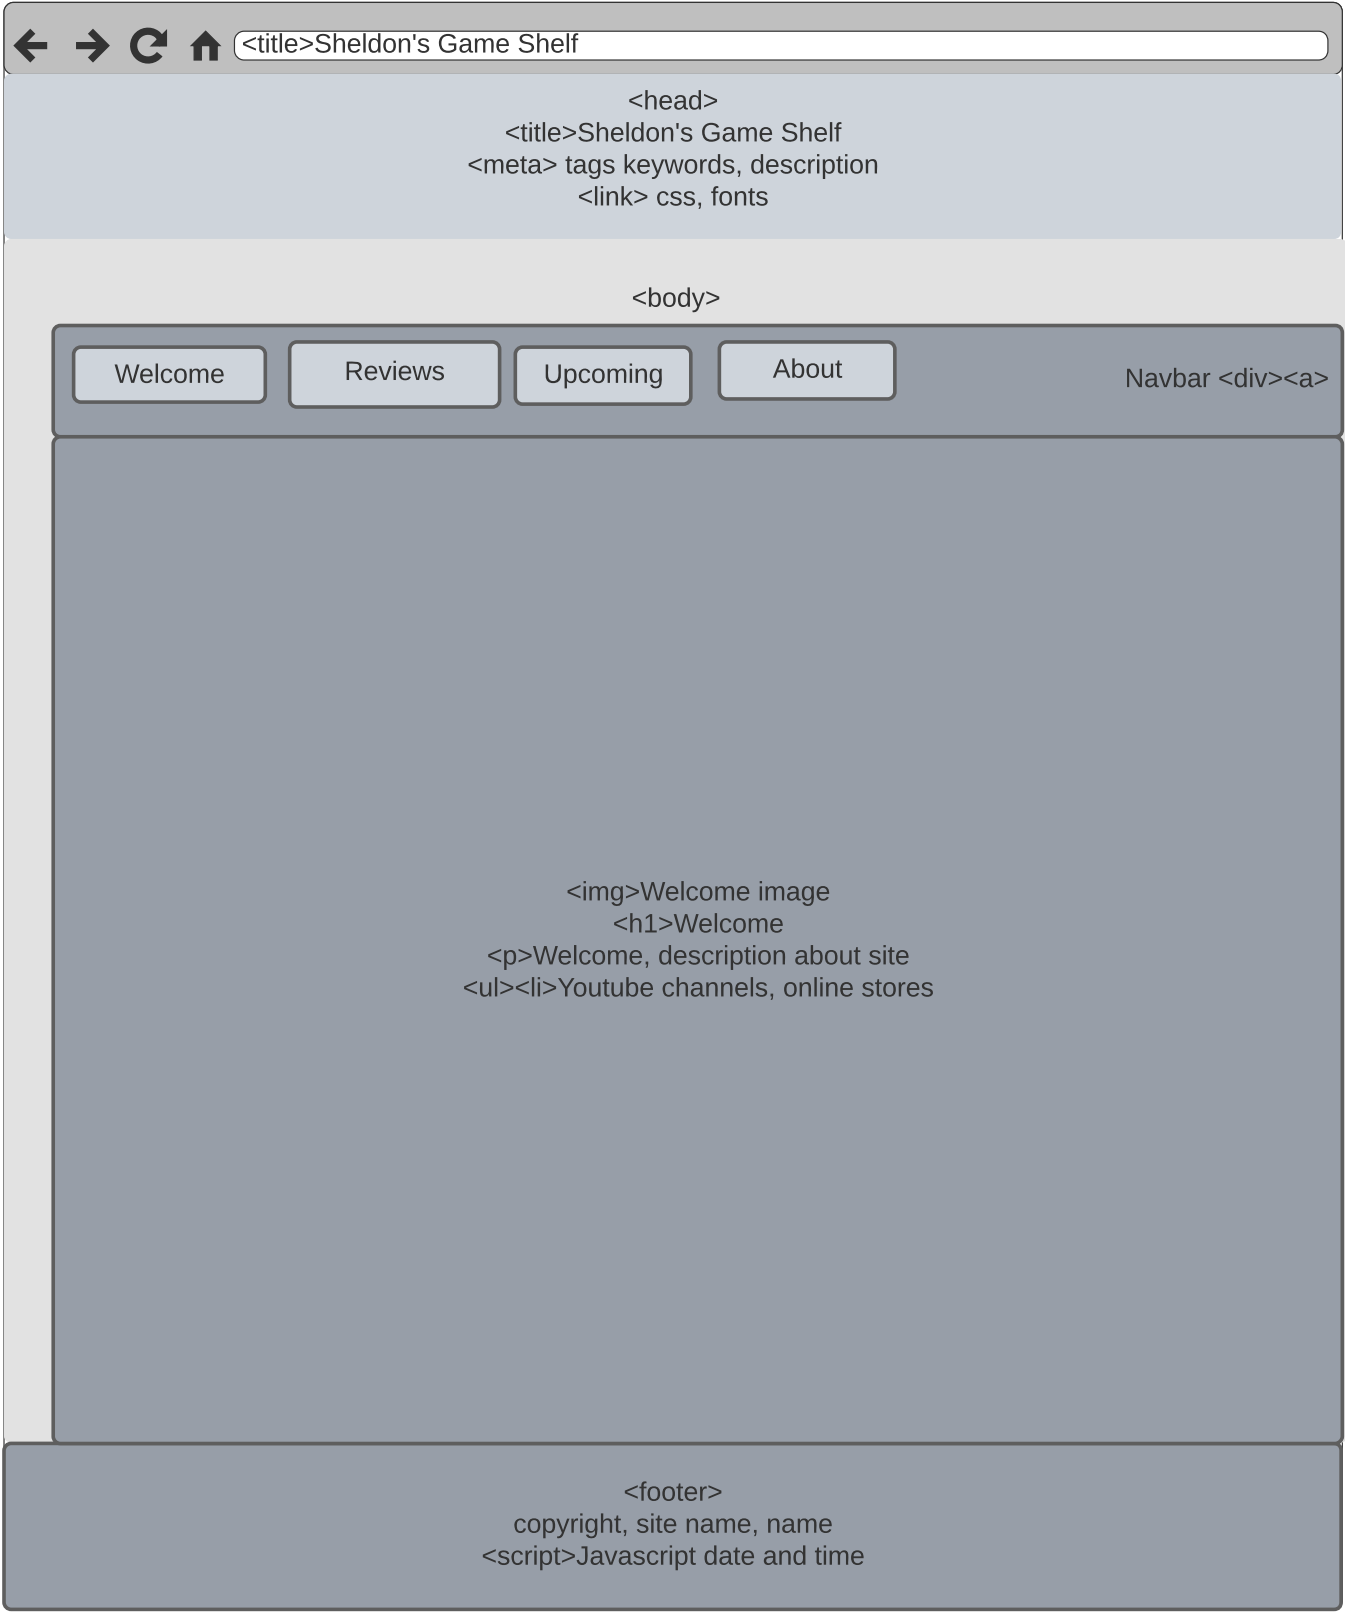 <title>Sheldon's Game Shelf
<head>
<title>Sheldon's Game Shelf
<meta> tags keywords, description
<link> css, fonts
<body>
Welcome
Reviews
Upcoming
About
Navbar <div><a>
<img>Welcome image
<h1>Welcome
<p>Welcome, description about site
<ul><li>Youtube channels, online stores
<footer>
copyright, site name, name
<script>Javascript date and time